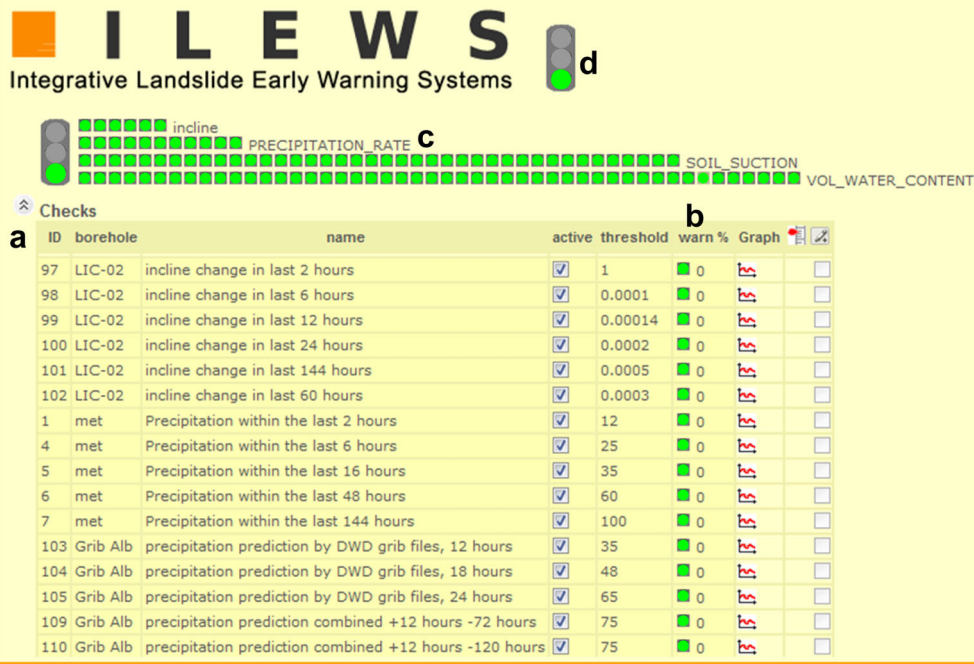 I L E W S
Integrative Landslide Early Warning Systems
d
incline
PRECIPITATION_RATE c
SOIL_SUCTION
VOL_WATER_CONTENT
Checks
a
b
ID borehole name active threshold warn % Graph
97 LIC-02 incline change in last 2 hours 1 0
98 LIC-02 incline change in last 6 hours 0.0001 0
99 LIC-02 incline change in last 12 hours 0.00014 0
100 LIC-02 incline change in last 24 hours 0.0002 0
101 LIC-02 incline change in last 144 hours 0.0005 0
102 LIC-02 incline change in last 60 hours 0.0003 0
1 met Precipitation within the last 2 hours 12 0
4 met Precipitation within the last 6 hours 25 0
5 met Precipitation within the last 16 hours 35 0
6 met Precipitation within the last 48 hours 60 0
7 met Precipitation within the last 144 hours 100 0
103 Grib Alb precipitation prediction by DWD grib files, 12 hours 35 0
104 Grib Alb precipitation prediction by DWD grib files, 18 hours 48 0
105 Grib Alb precipitation prediction by DWD grib files, 24 hours 65 0
109 Grib Alb precipitation prediction combined +12 hours -72 hours 75 0
110 Grib Alb precipitation prediction combined +12 hours -120 hours 75 0